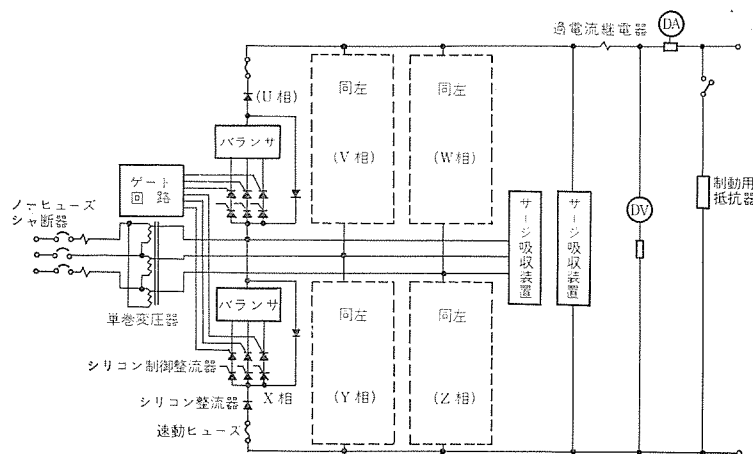 過電流継電器
DA
(U相)
同左
同左
バランサ
(V相)
(W相)
ゲート
回路
ノーヒューズ
シャ断器
サージ吸収装置
サージ吸収装置
DV
制動用
抵抗器
単巻変圧器
バランサ
同左
同左
シリコン制御整流器
シリコン整流器
X相
(Y相)
(Z相)
速動ヒューズ